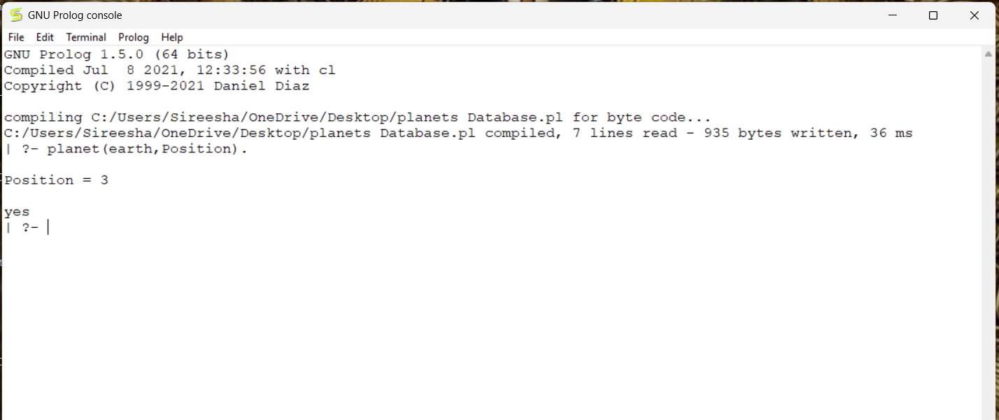 GNU Prolog console
File Edit Terminal Prolog Help
GNU Prolog 1.5.0 (64 bits)
Compiled Jul  8 2021, 12:33:56 with cl
Copyright (C) 1999-2021 Daniel Diaz
compiling C:/Users/Sireesha/OneDrive/Desktop/planets Database.pl for byte code...
C:/Users/Sireesha/OneDrive/Desktop/planets Database.pl compiled, 7 lines read - 935 bytes written, 36 ms
| ?- planet(earth,Position).
Position = 3
yes
| ?-